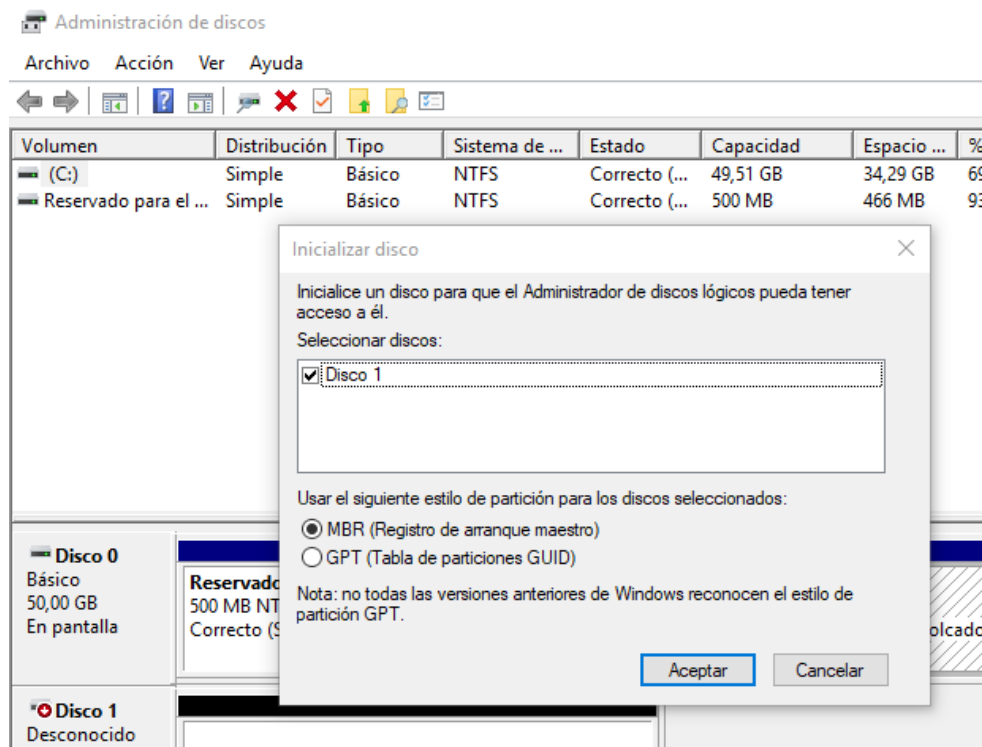 Administración de discos
Archivo Acción Ver Ayuda
Volumen Distribución Tipo Sistema de ... Estado Capacidad Espacio ... %
(C:) Simple Básico NTFS Correcto (... 49,51 GB 34,29 GB 69
Reservado para el ... Simple Básico NTFS Correcto (... 500 MB 466 MB 93
Inicializar disco
Inicialice un disco para que el Administrador de discos lógicos pueda tener
acceso a él.
Seleccionar discos:
Disco 1
Usar el siguiente estilo de partición para los discos seleccionados:
MBR (Registro de arranque maestro)
GPT (Tabla de particiones GUID)
Nota: no todas las versiones anteriores de Windows reconocen el estilo de
partición GPT.
Aceptar Cancelar
Disco 0
Básico
50,00 GB
En pantalla
Reservado
500 MB NT
Correcto (S
olcado
Disco 1
Desconocido